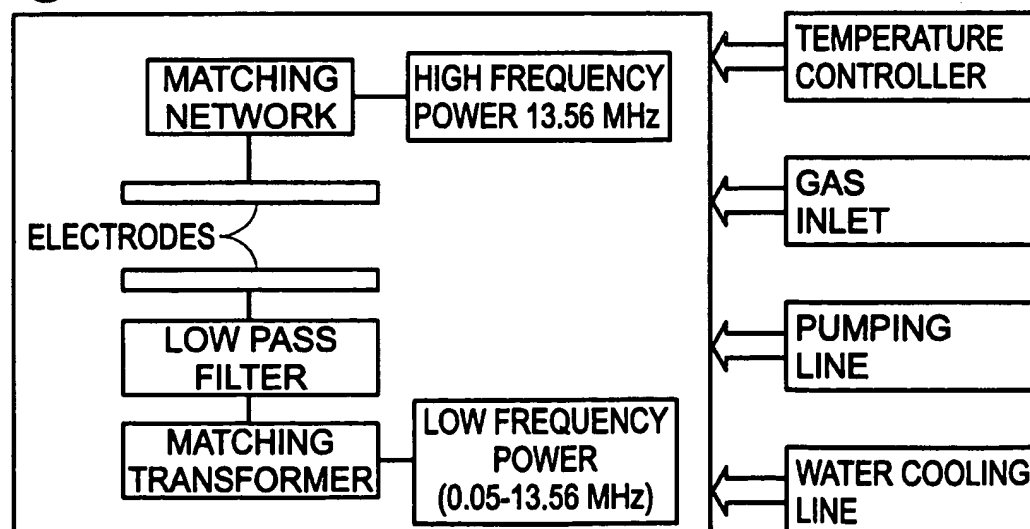 MATCHING
NETWORK
HIGH FREQUENCY
POWER 13.56 MHz
ELECTRODES
LOW PASS
FILTER
MATCHING
TRANSFORMER
LOW FREQUENCY
POWER
(0.05-13.56 MHz)
TEMPERATURE
CONTROLLER
GAS
INLET
PUMPING
LINE
WATER COOLING
LINE